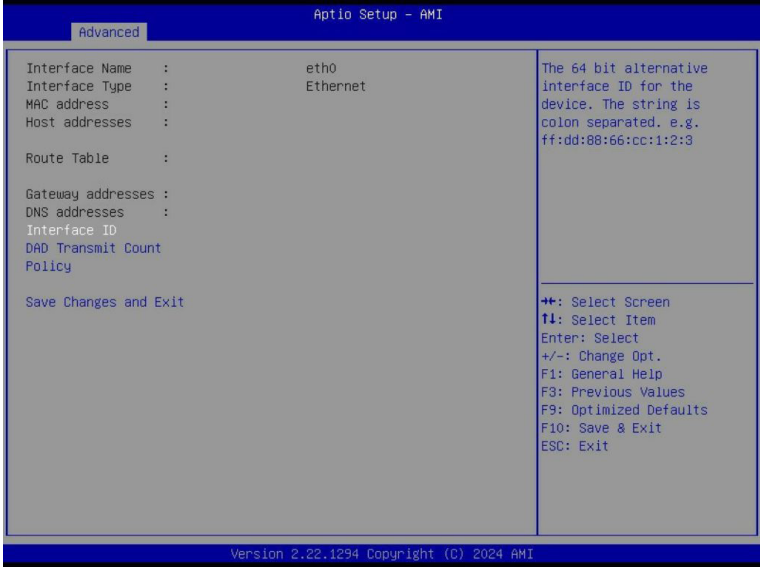 Aptio Setup - AMI
Advanced
Interface Name : eth0
Interface Type : Ethernet
MAC address :
Host addresses :
Route Table :
Gateway addresses :
DNS addresses :
Interface ID
DAD Transmit Count
Policy
Save Changes and Exit
The 64 bit alternative
interface ID for the
device. The string is
colon separated. e.g.
ff:dd:88:66:cc:1:2:3
→←: Select Screen
↑↓: Select Item
Enter: Select
+/-: Change Opt.
F1: General Help
F3: Previous Values
F9: Optimized Defaults
F10: Save & Exit
ESC: Exit
Version 2.22.1294 Copyright (C) 2024 AMI